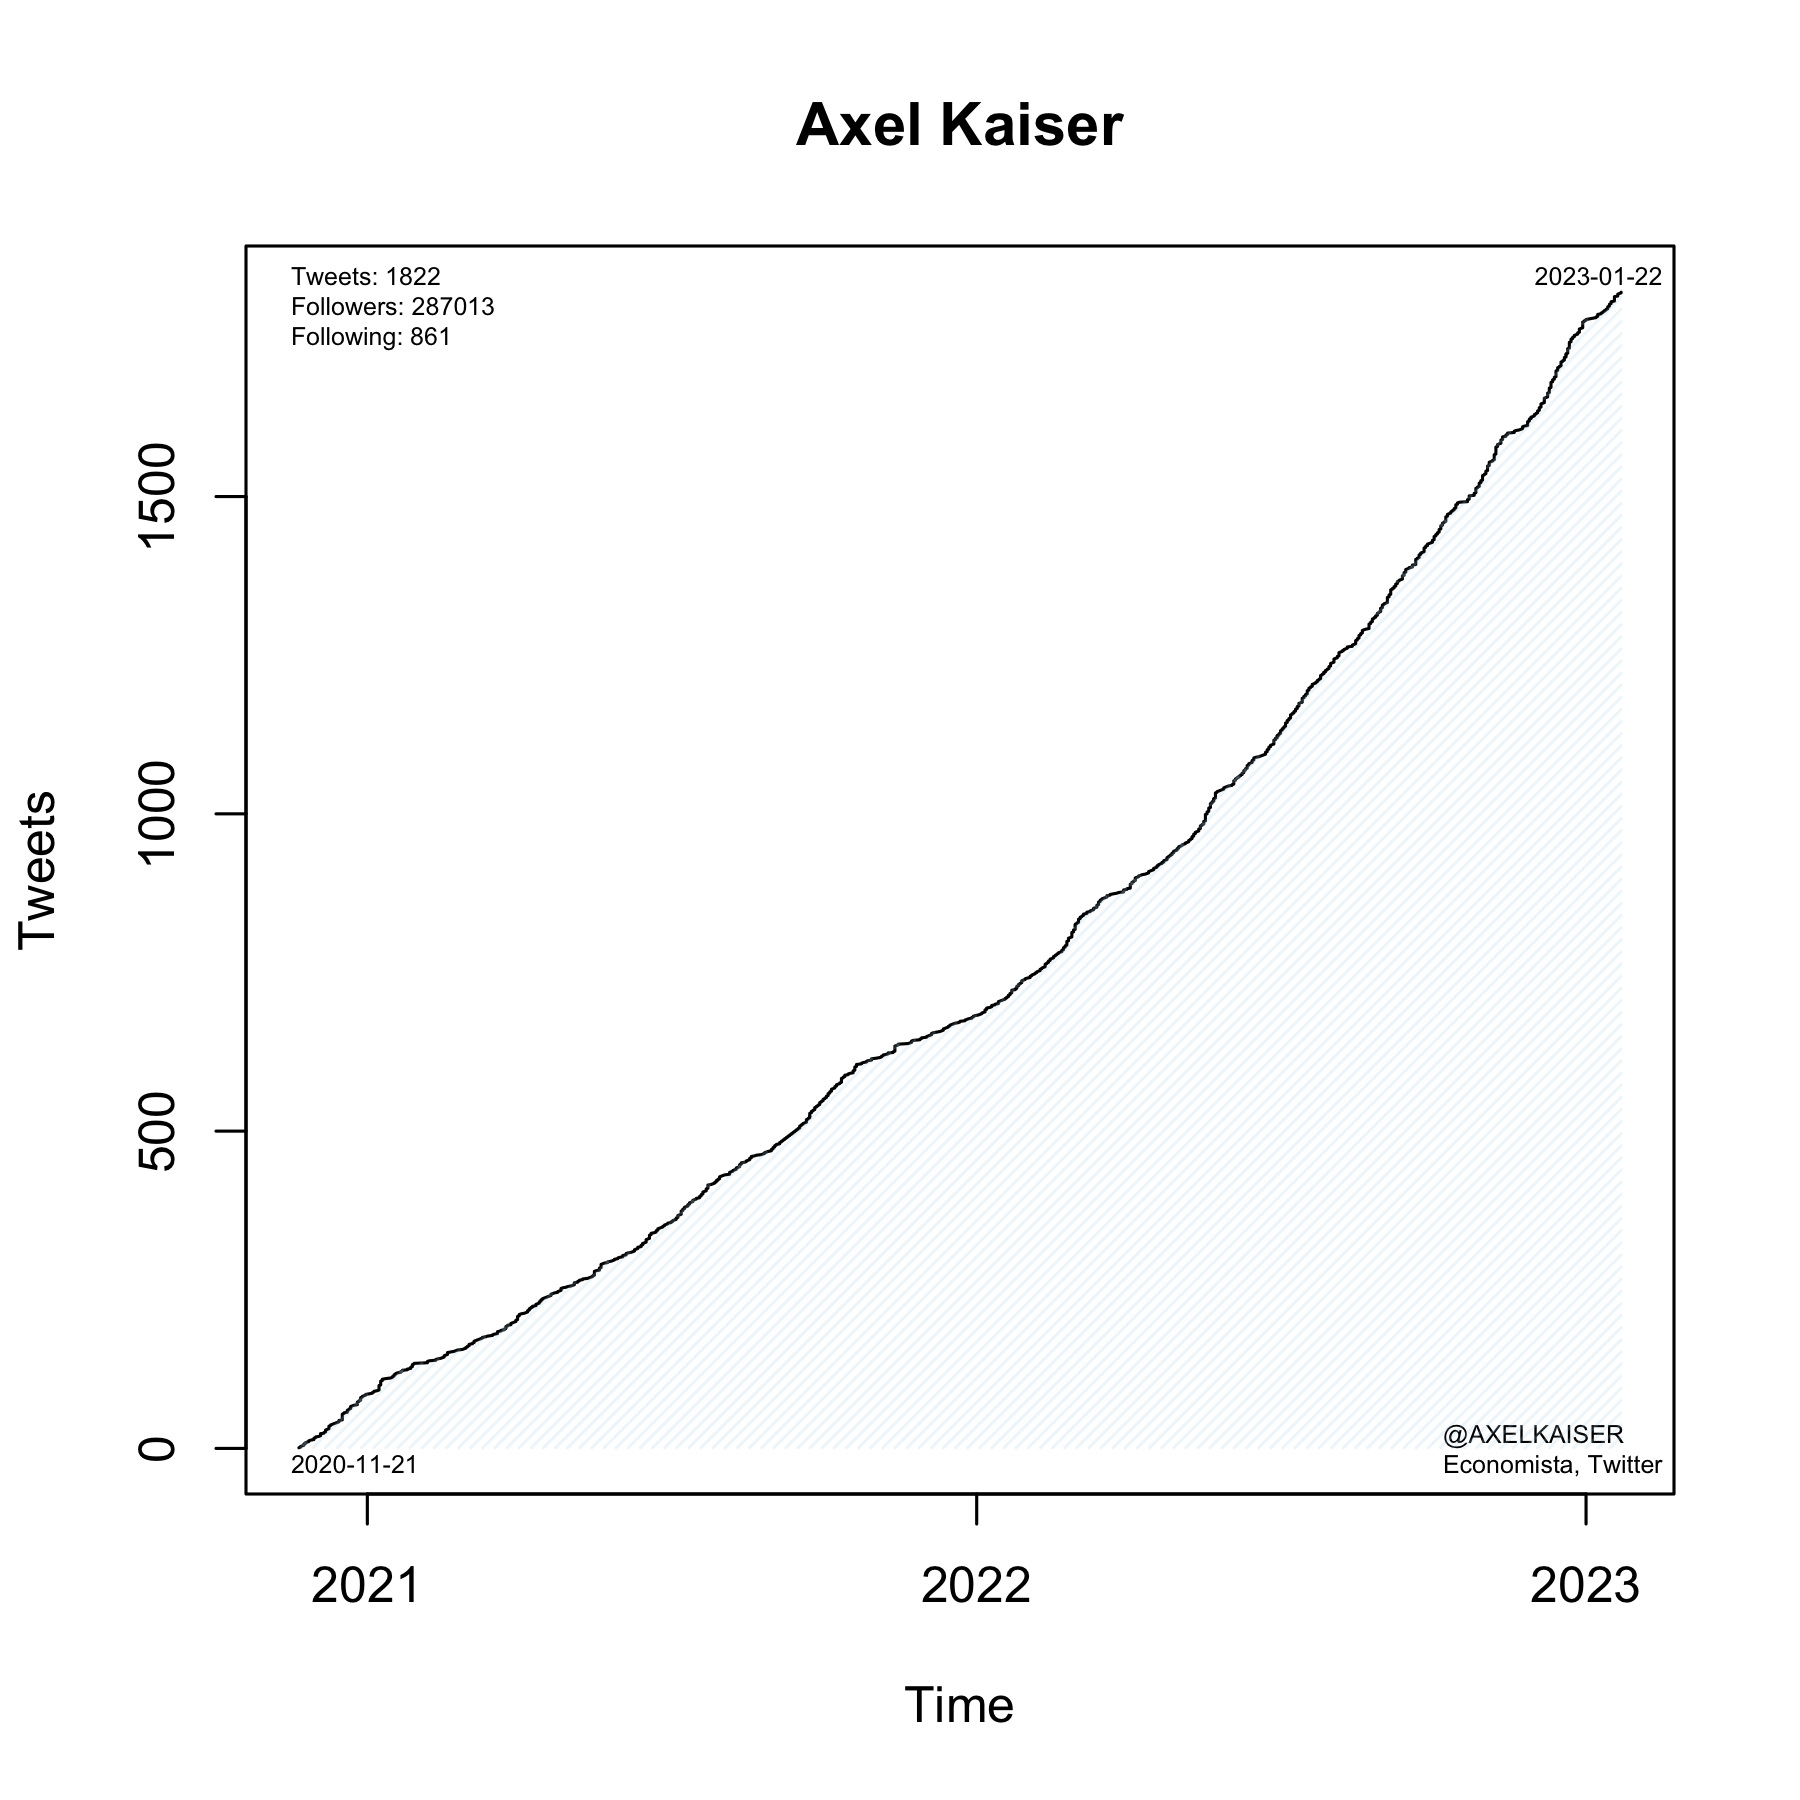 Axel Kaiser
Tweets: 1822
Followers: 287013
Following: 861
2023-01-22
1500
1000
500
0
Tweets
@AXELKAISER
Economista, Twitter
2020-11-21
2021
2022
2023
Time